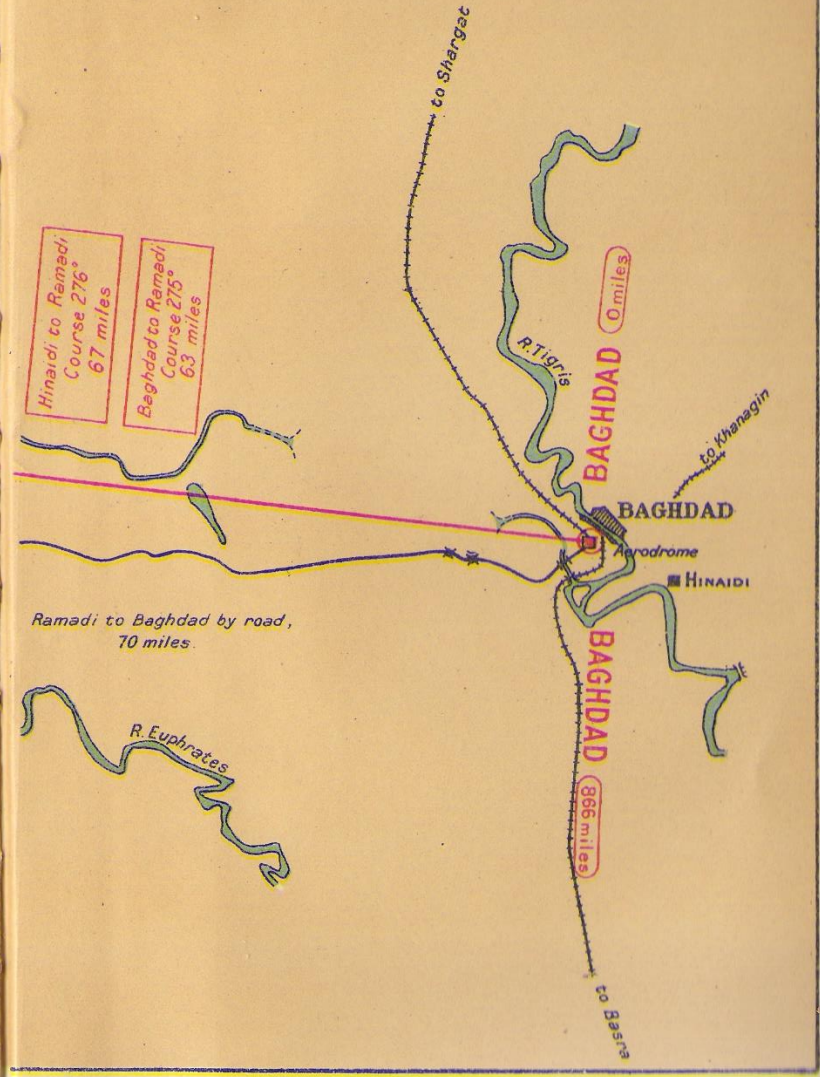 to Shargat
BAGHDAD
0 miles
R. Tigris
to Khanagin
Hinaidi to Ramadi
Course 276°
67 miles
Baghdad to Ramadi
Course 275°
63 miles
BAGHDAD
Aerodrome
HINAIDI
Ramadi to Baghdad by road,
70 miles.
BAGHDAD
866 miles
R. Euphrates
to Basra